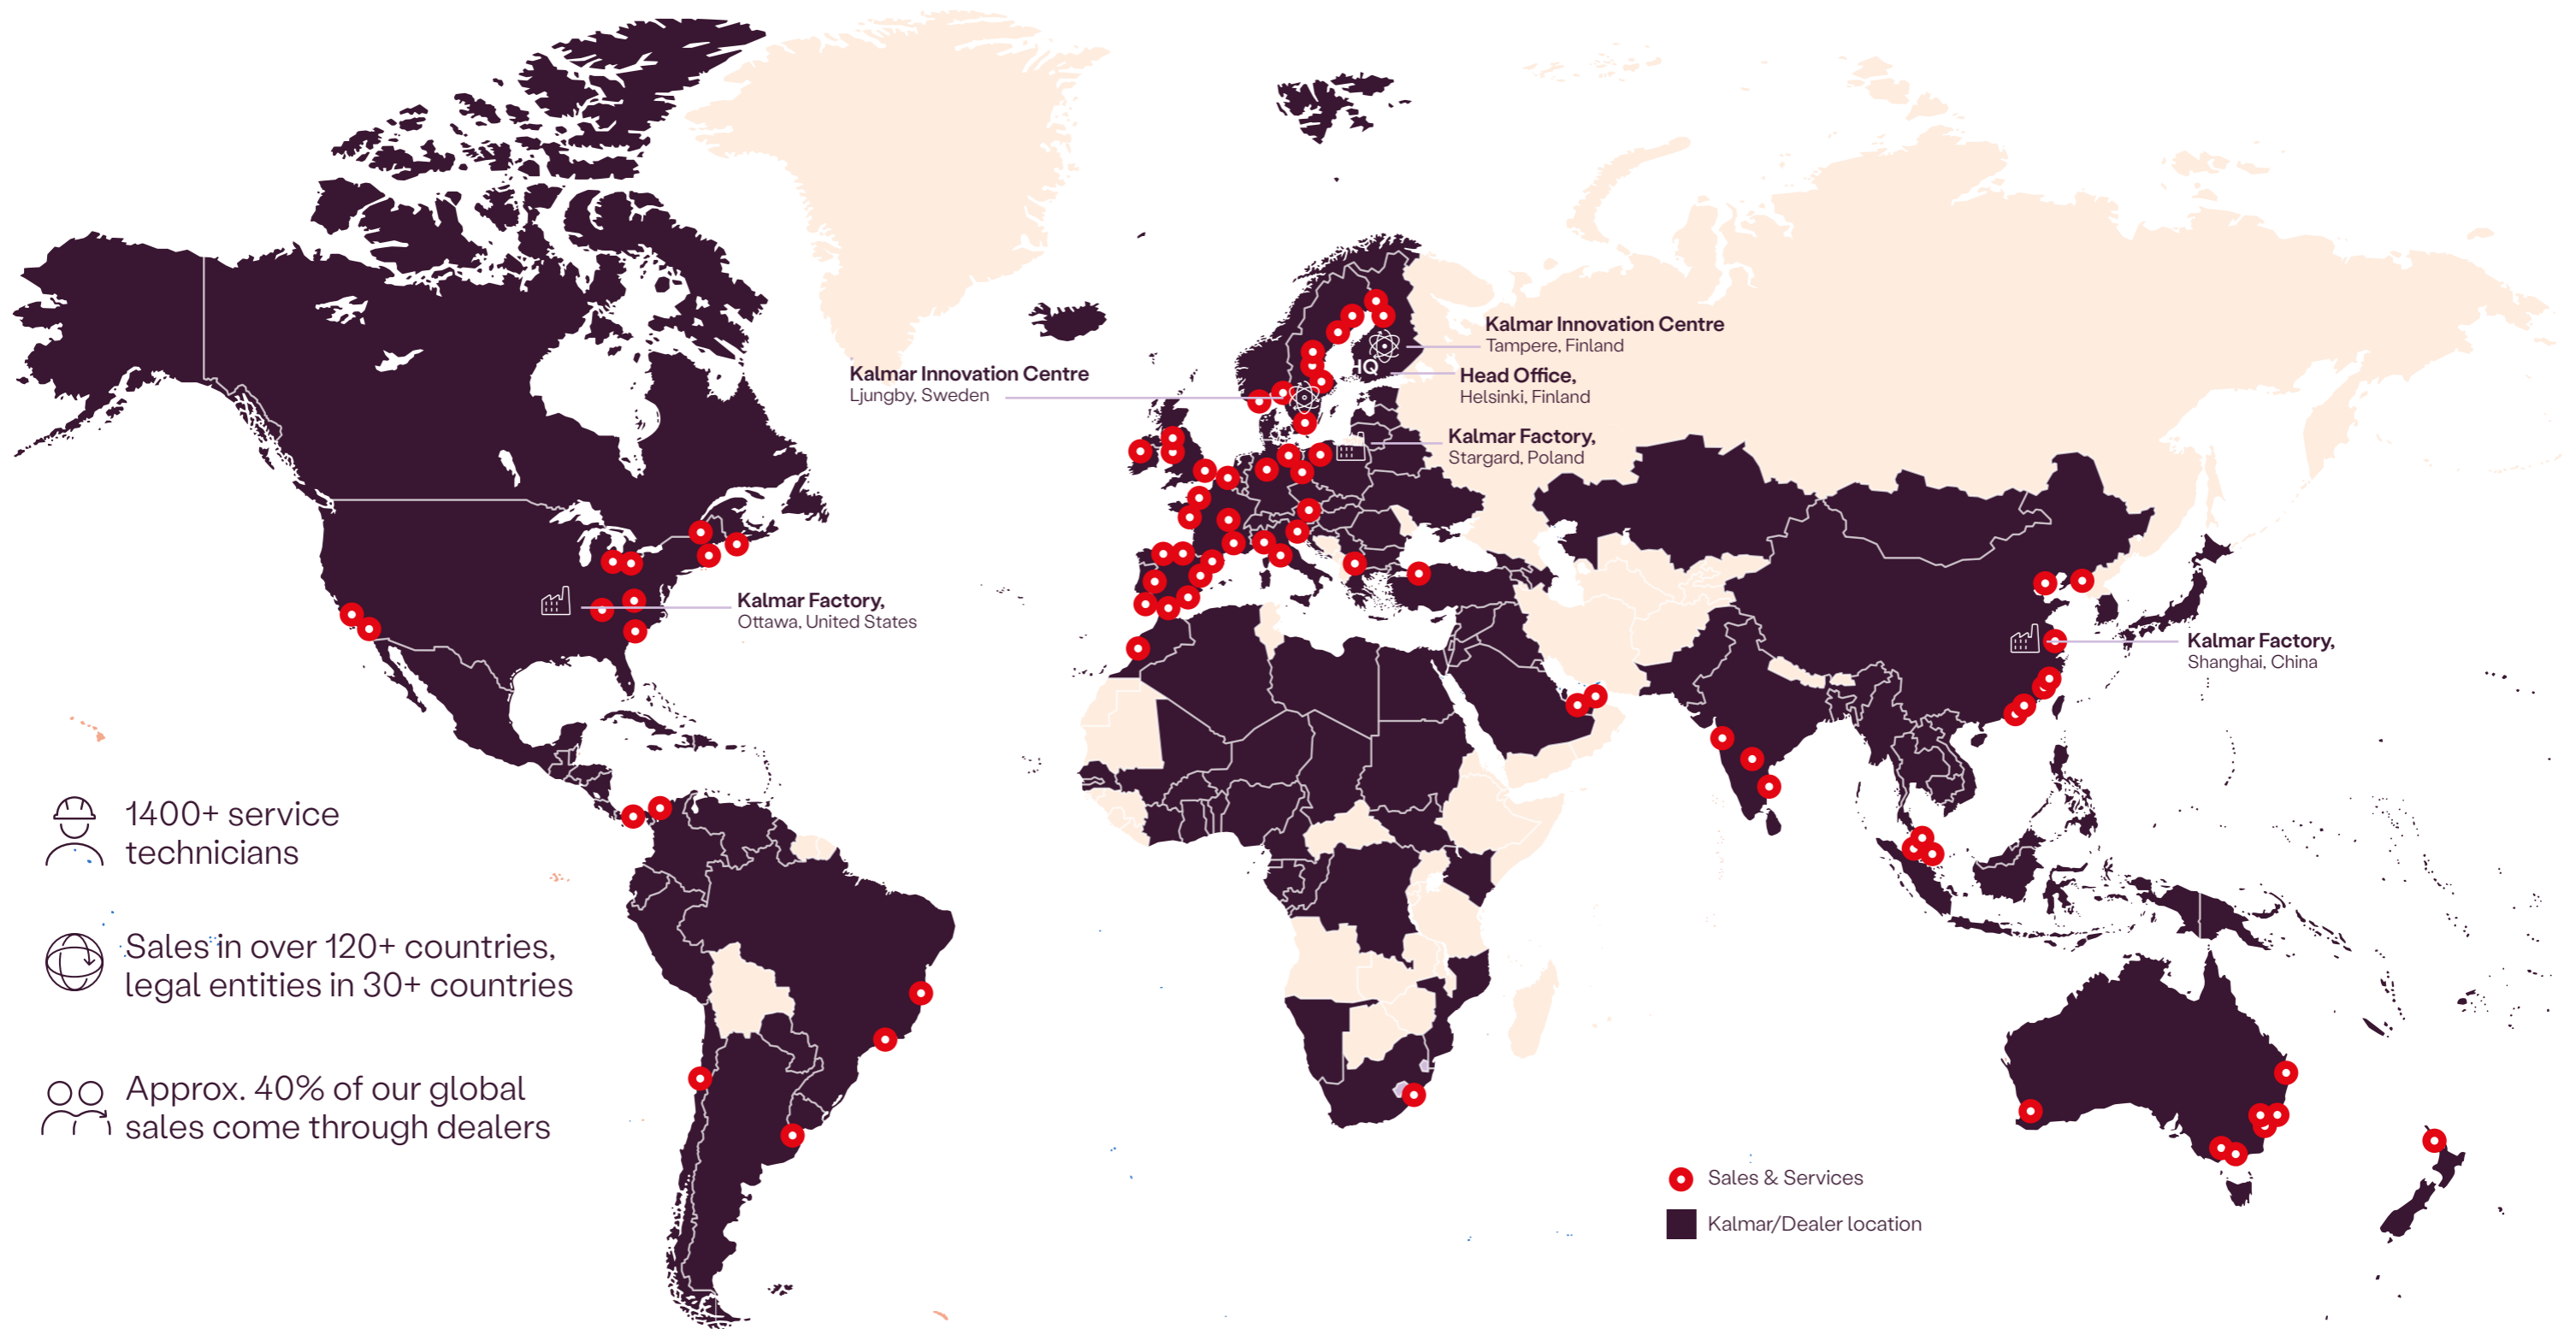 Kalmar Innovation Centre
Tampere, Finland
Kalmar Innovation Centre
Ljungby, Sweden
HQ
Head Office,
Helsinki, Finland
Kalmar Factory,
Stargard, Poland
Kalmar Factory,
Ottawa, United States
Kalmar Factory,
Shanghai, China
1400+ service
technicians
Sales in over 120+ countries,
legal entities in 30+ countries
Approx. 40% of our global
sales come through dealers
Sales & Services
Kalmar/Dealer location